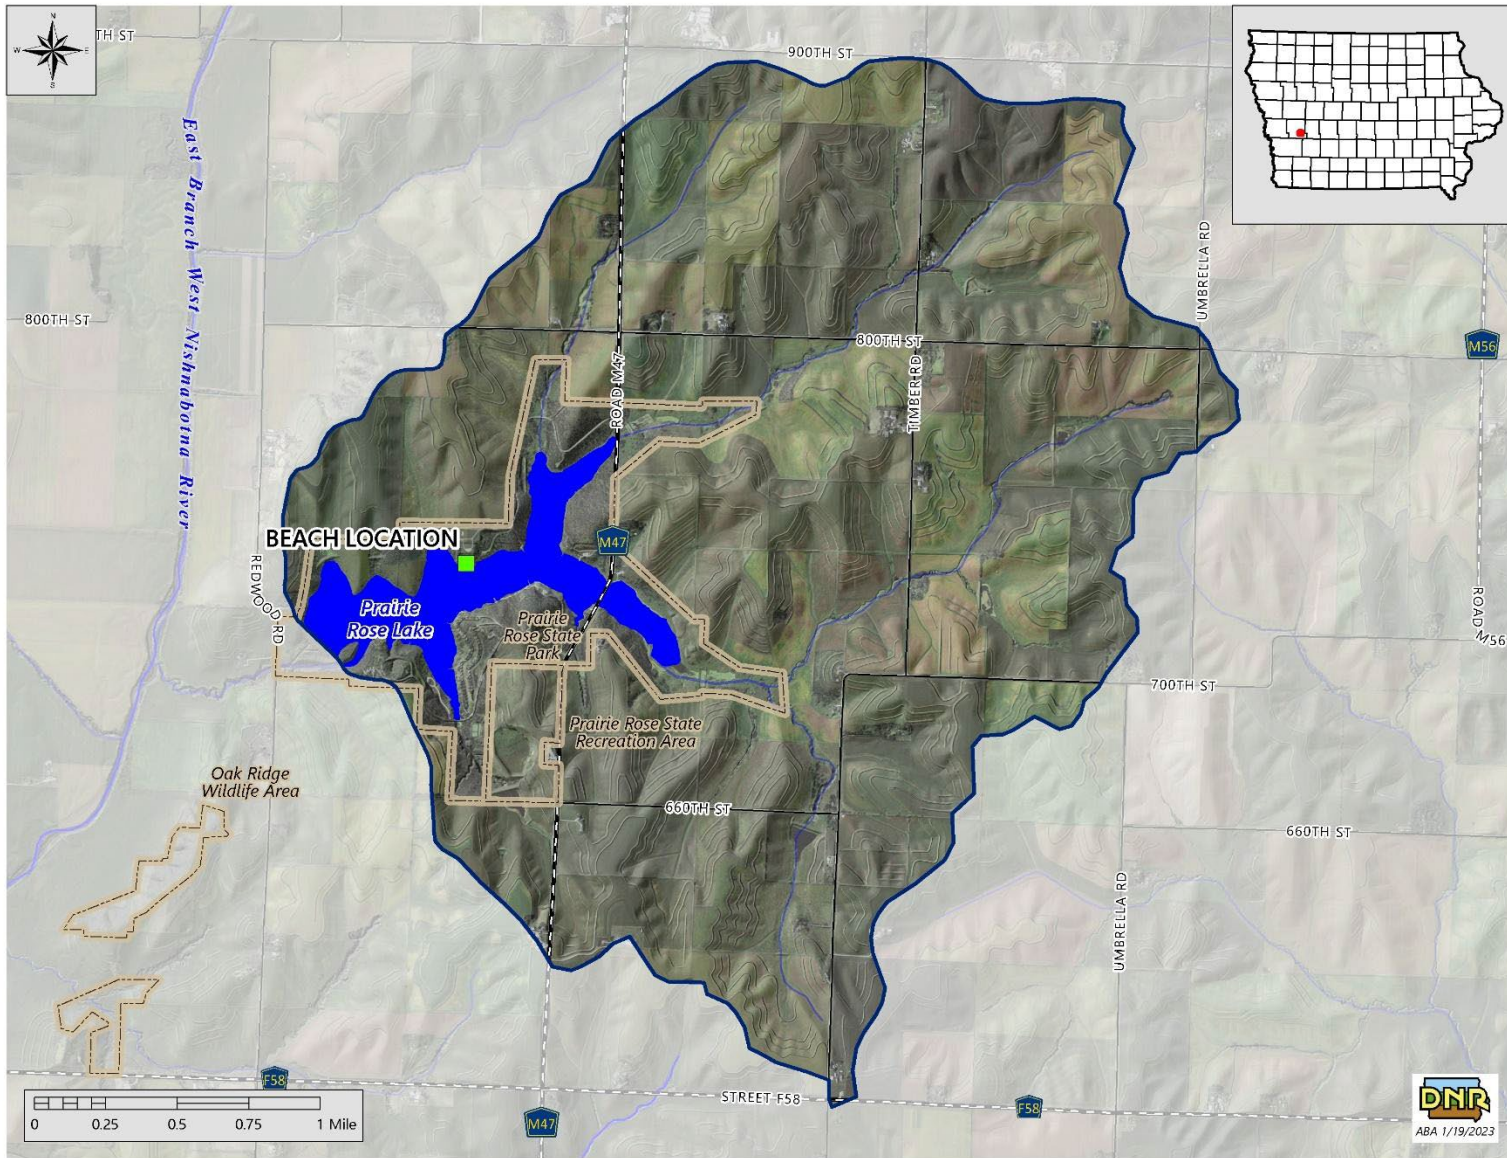 N
W
E
S
TH ST
900TH ST
East Branch West Nishnabotna River
UMBRELLA RD
800TH ST
800TH ST
M56
ROAD M47
TIMBER RD
BEACH LOCATION
M47
REDWOOD RD
Prairie
Rose Lake
Prairie
Rose State
Park
ROAD M56
700TH ST
Prairie Rose State
Recreation Area
Oak Ridge
Wildlife Area
660TH ST
660TH ST
UMBRELLA RD
F58
STREET F58
F58
M47
0
0.25
0.5
0.75
1 Mile
DNR
ABA 1/19/2023